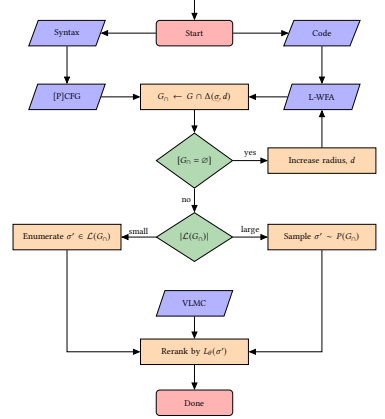 Syntax
Start
Code
[P]CFG
G∩ ← G ∩ Δ(σ, d)
L-WFA
[G∩ = ∅]
yes
Increase radius, d
no
Enumerate σ′ ∈ ℒ(G∩)
small
|ℒ(G∩)|
large
Sample σ′ ∼ P(G∩)
VLMC
Rerank by Lθ(σ′)
Done